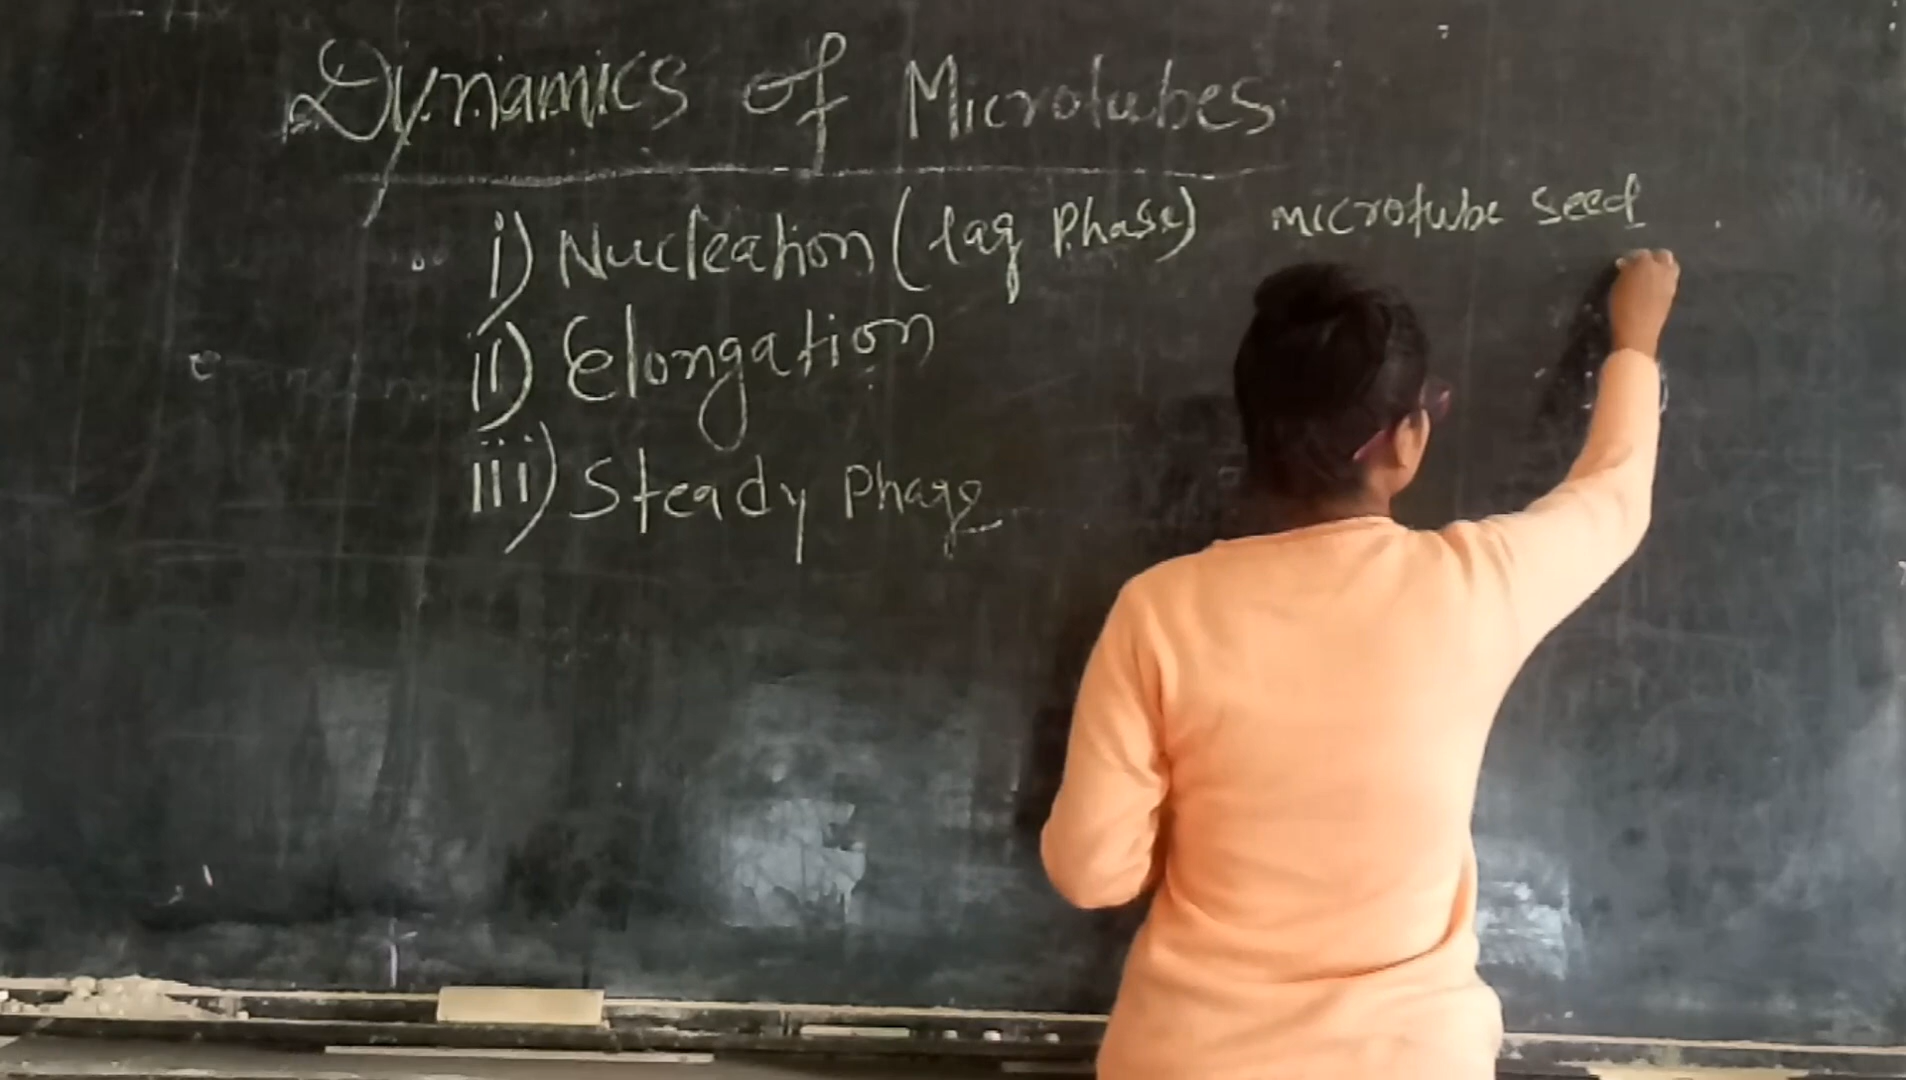 Dynamics of Microtubes
i) Nucleation (lag Phase) microtube seed
ii) Elongation
iii) Steady Phase